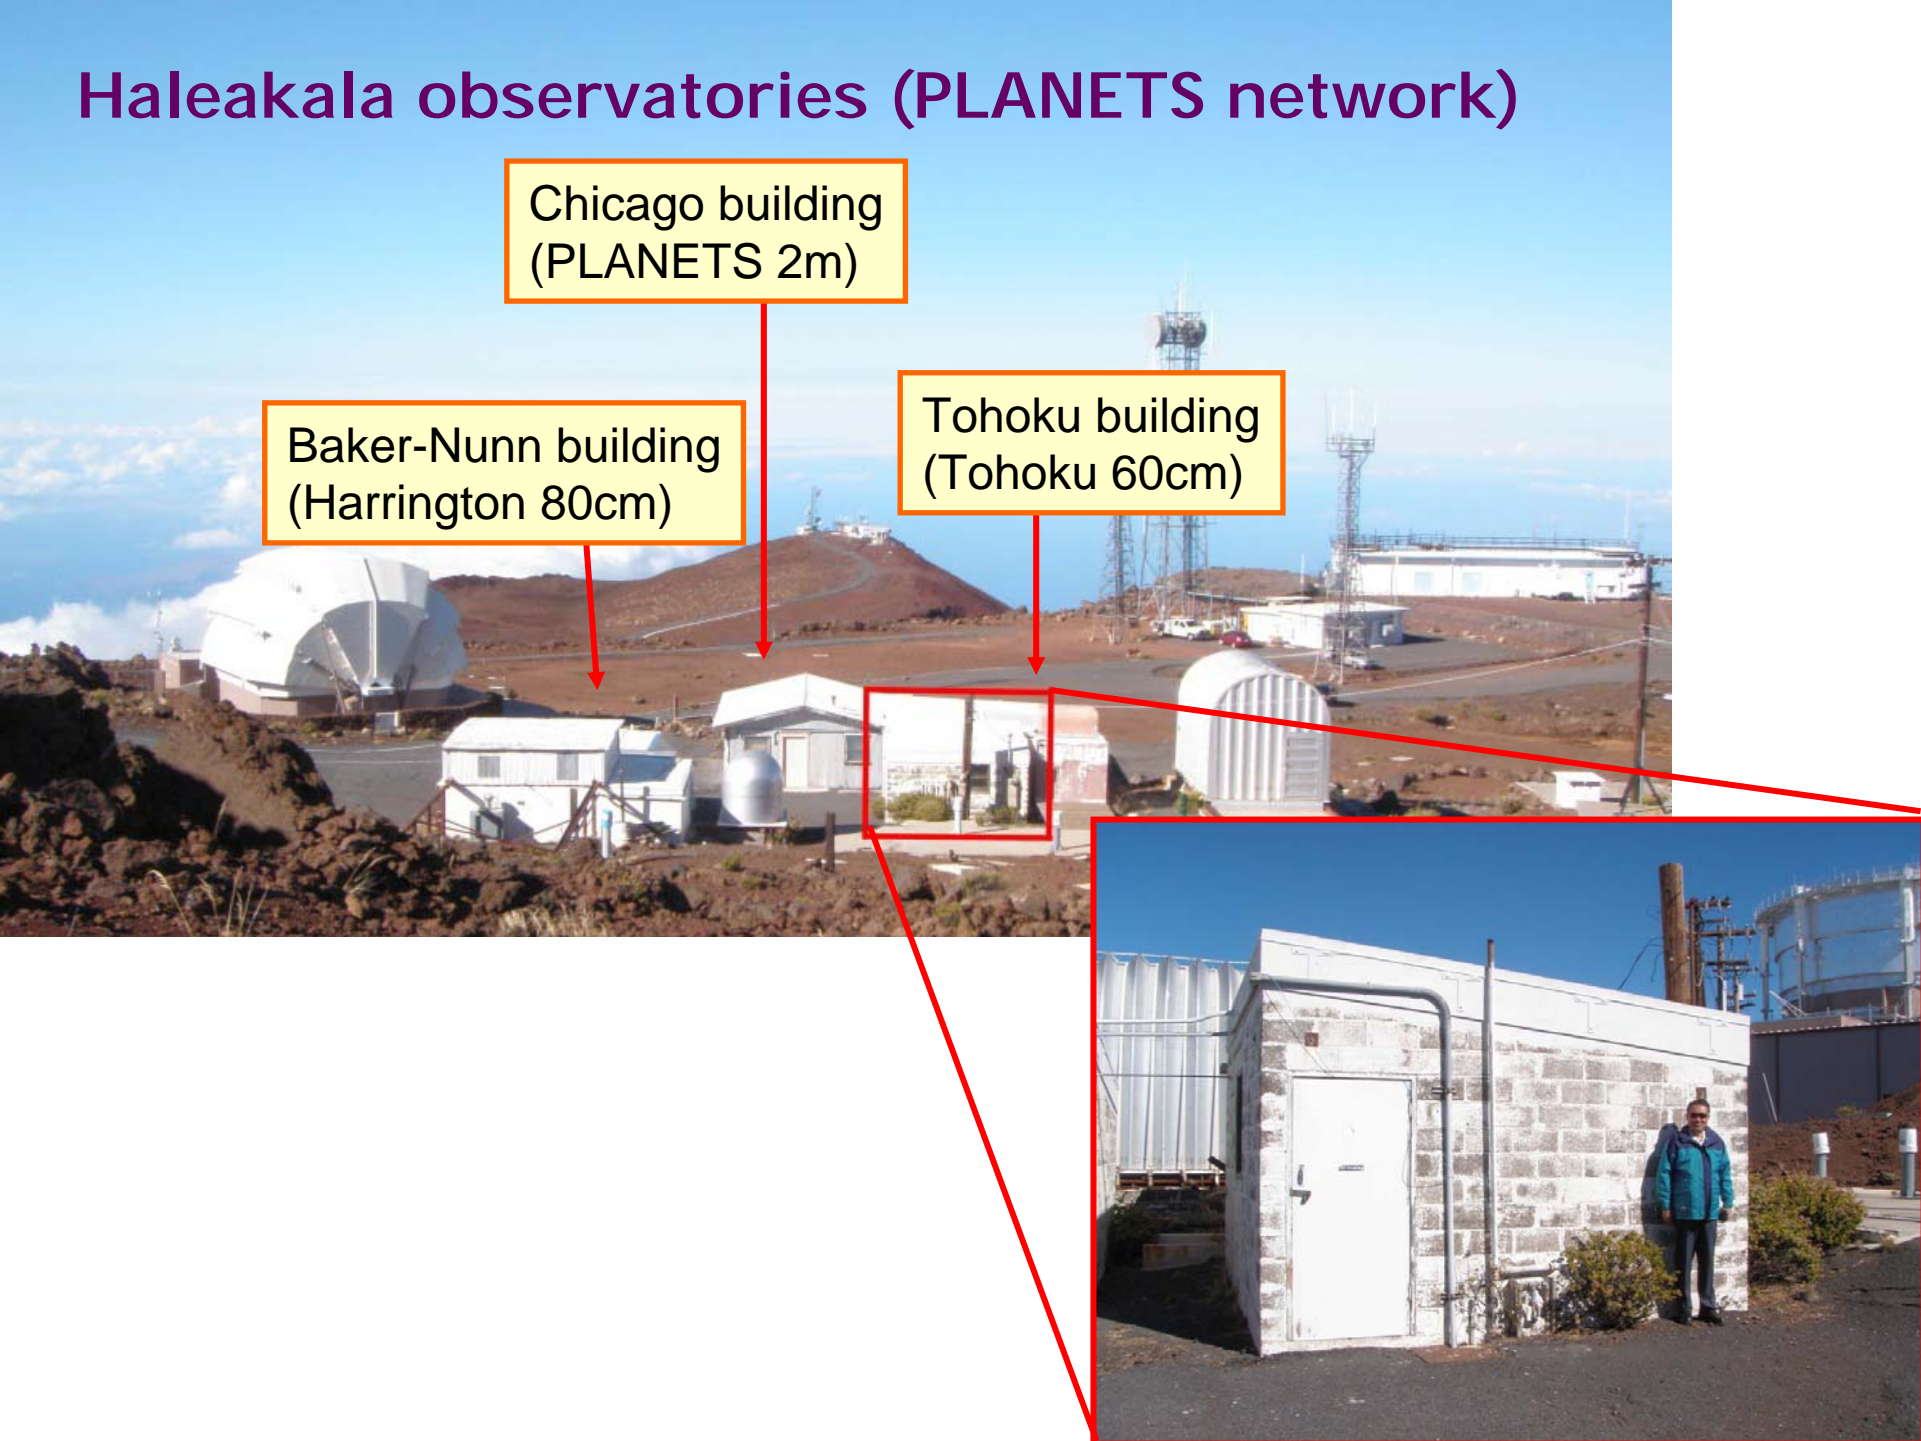 Haleakala observatories (PLANETS network)
Chicago building
(PLANETS 2m)
Baker-Nunn building
(Harrington 80cm)
Tohoku building
(Tohoku 60cm)